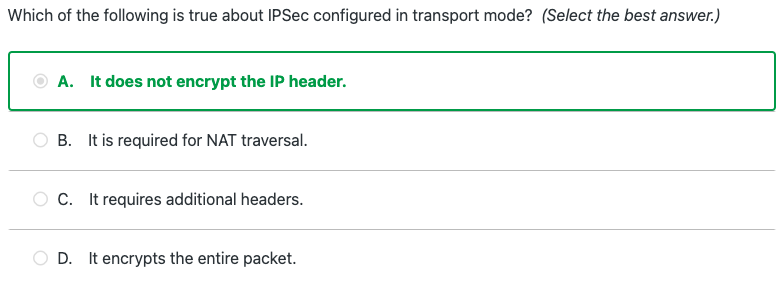 Which of the following is true about IPSec configured in transport mode? (Select the best answer.)
A. It does not encrypt the IP header.
B. It is required for NAT traversal.
C. It requires additional headers.
D. It encrypts the entire packet.